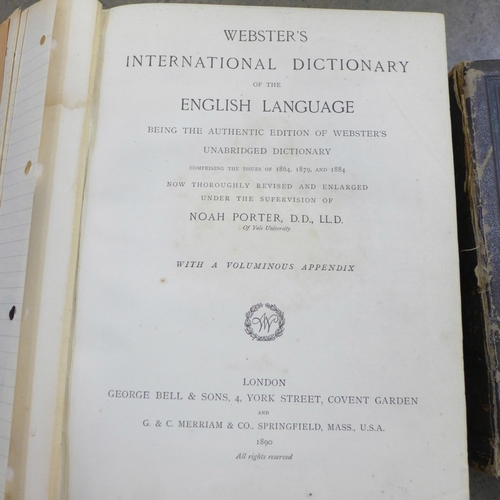 WEBSTER'S
INTERNATIONAL DICTIONARY
OF THE
ENGLISH LANGUAGE
BEING THE AUTHENTIC EDITION OF WEBSTER'S
UNABRIDGED DICTIONARY
COMPRISING THE ISSUES OF 1864, 1879, AND 1884
NOW THOROUGHLY REVISED AND ENLARGED
UNDER THE SUPERVISION OF
NOAH PORTER, D.D., LL.D.
Of Yale University
WITH A VOLUMINOUS APPENDIX
W
LONDON
GEORGE BELL & SONS, 4, YORK STREET, COVENT GARDEN
AND
G. & C. MERRIAM & CO., SPRINGFIELD, MASS., U.S.A.
1890
All rights reserved